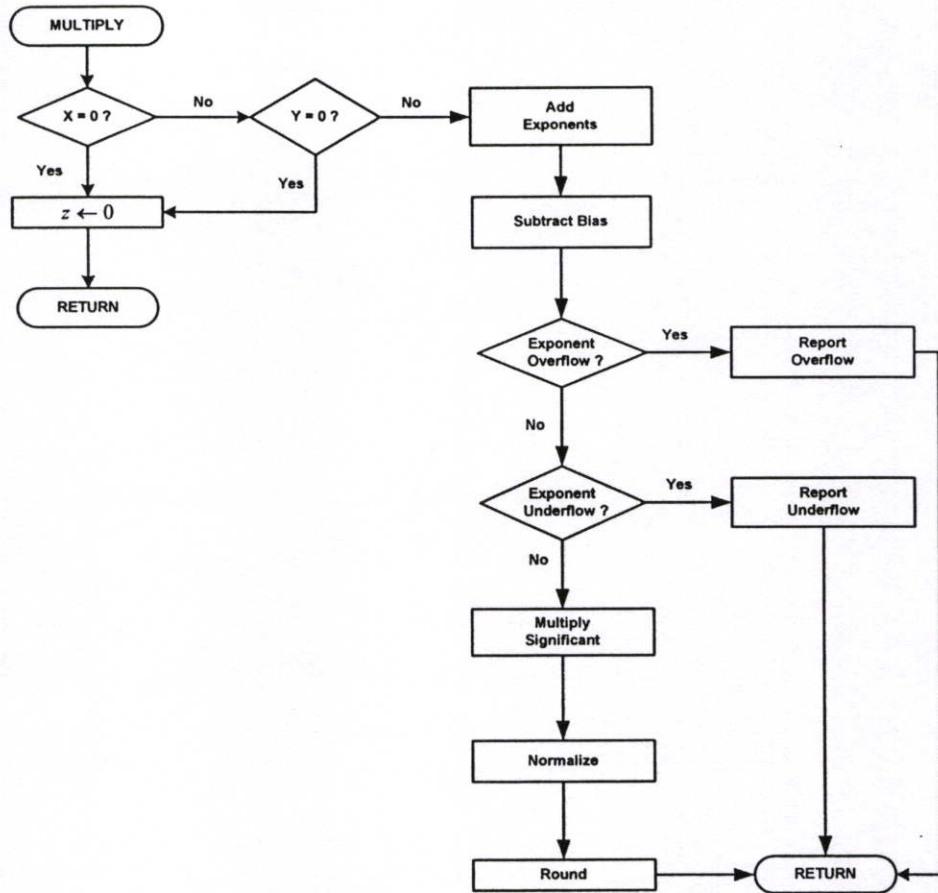 MULTIPLY
X = 0 ?
No
Y = 0 ?
No
Add
Exponents
Yes
Yes
z ← 0
Subtract Bias
RETURN
Exponent
Overflow ?
Yes
Report
Overflow
No
Exponent
Underflow ?
Yes
Report
Underflow
No
Multiply
Significant
Normalize
Round
RETURN